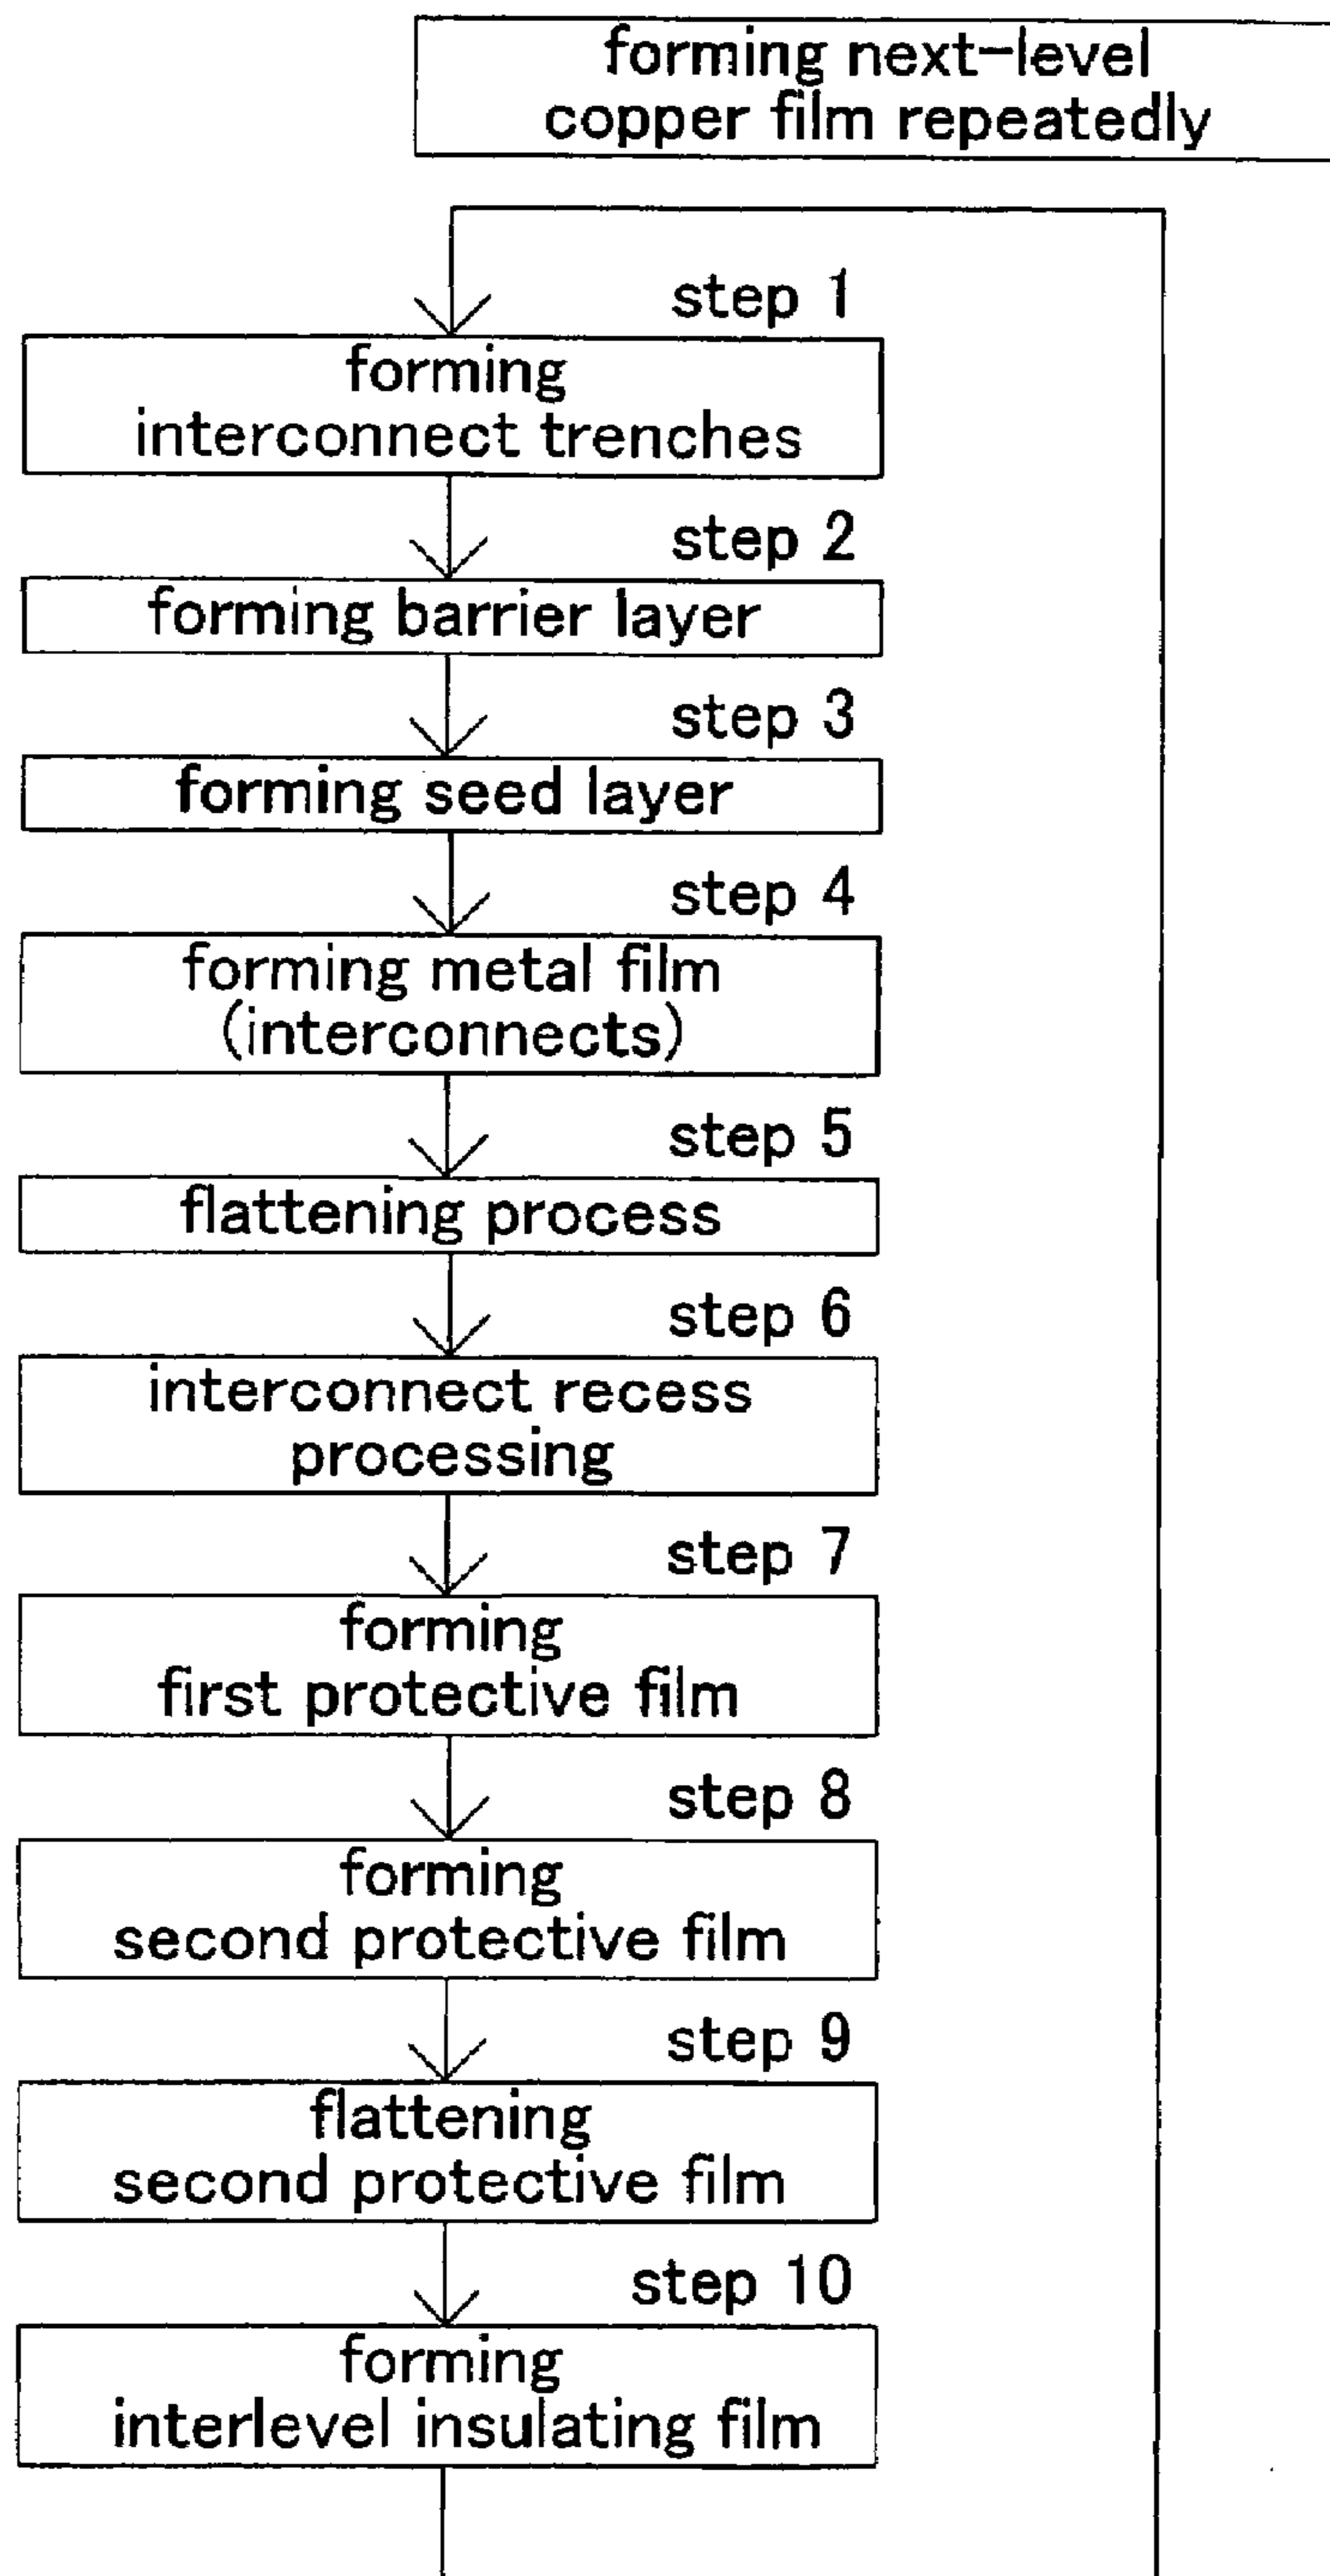 forming next-level
copper film repeatedly
step 1
forming
interconnect trenches
step 2
forming barrier layer
step 3
forming seed layer
step 4
forming metal film
(interconnects)
step 5
flattening process
step 6
interconnect recess
processing
step 7
forming
first protective film
step 8
forming
second protective film
step 9
flattening
second protective film
step 10
forming
interlevel insulating film